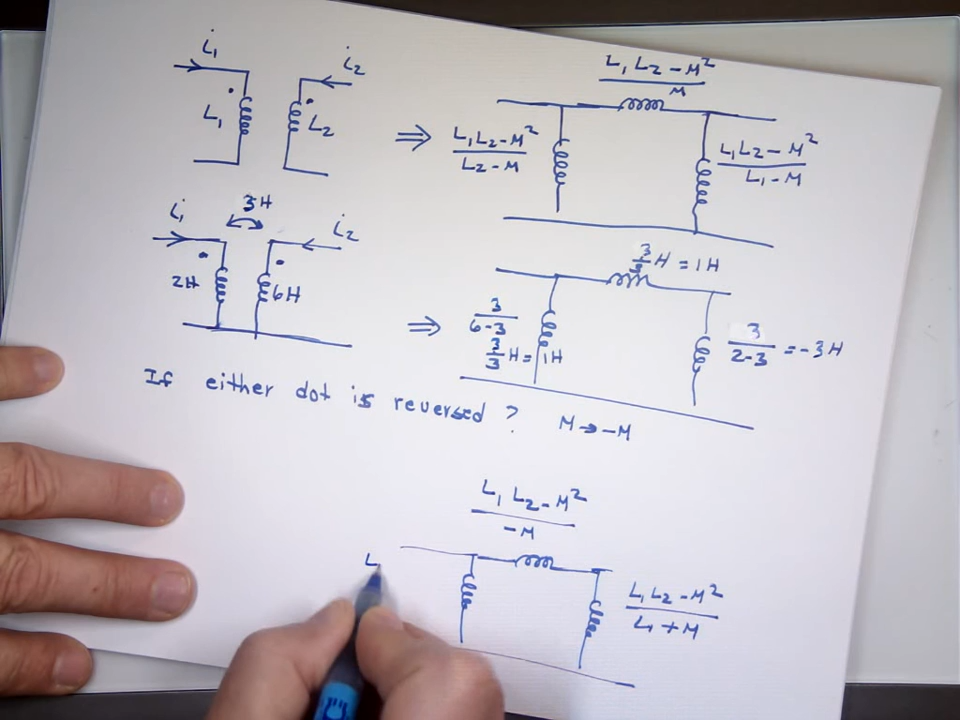 i₁
i₂
L₁
L₂
⇒
L₁L₂-M²
M
L₁L₂-M²
L₂-M
L₁L₂-M²
L₁-M
3H
i₁
i₂
2H
6H
⇒
3/3 H = 1H
3
6-3
3/3 H = 1H
3
2-3
= -3H
If either dot is reversed? M→-M
L₁L₂-M²
-M
L
L₁L₂-M²
L₁+M